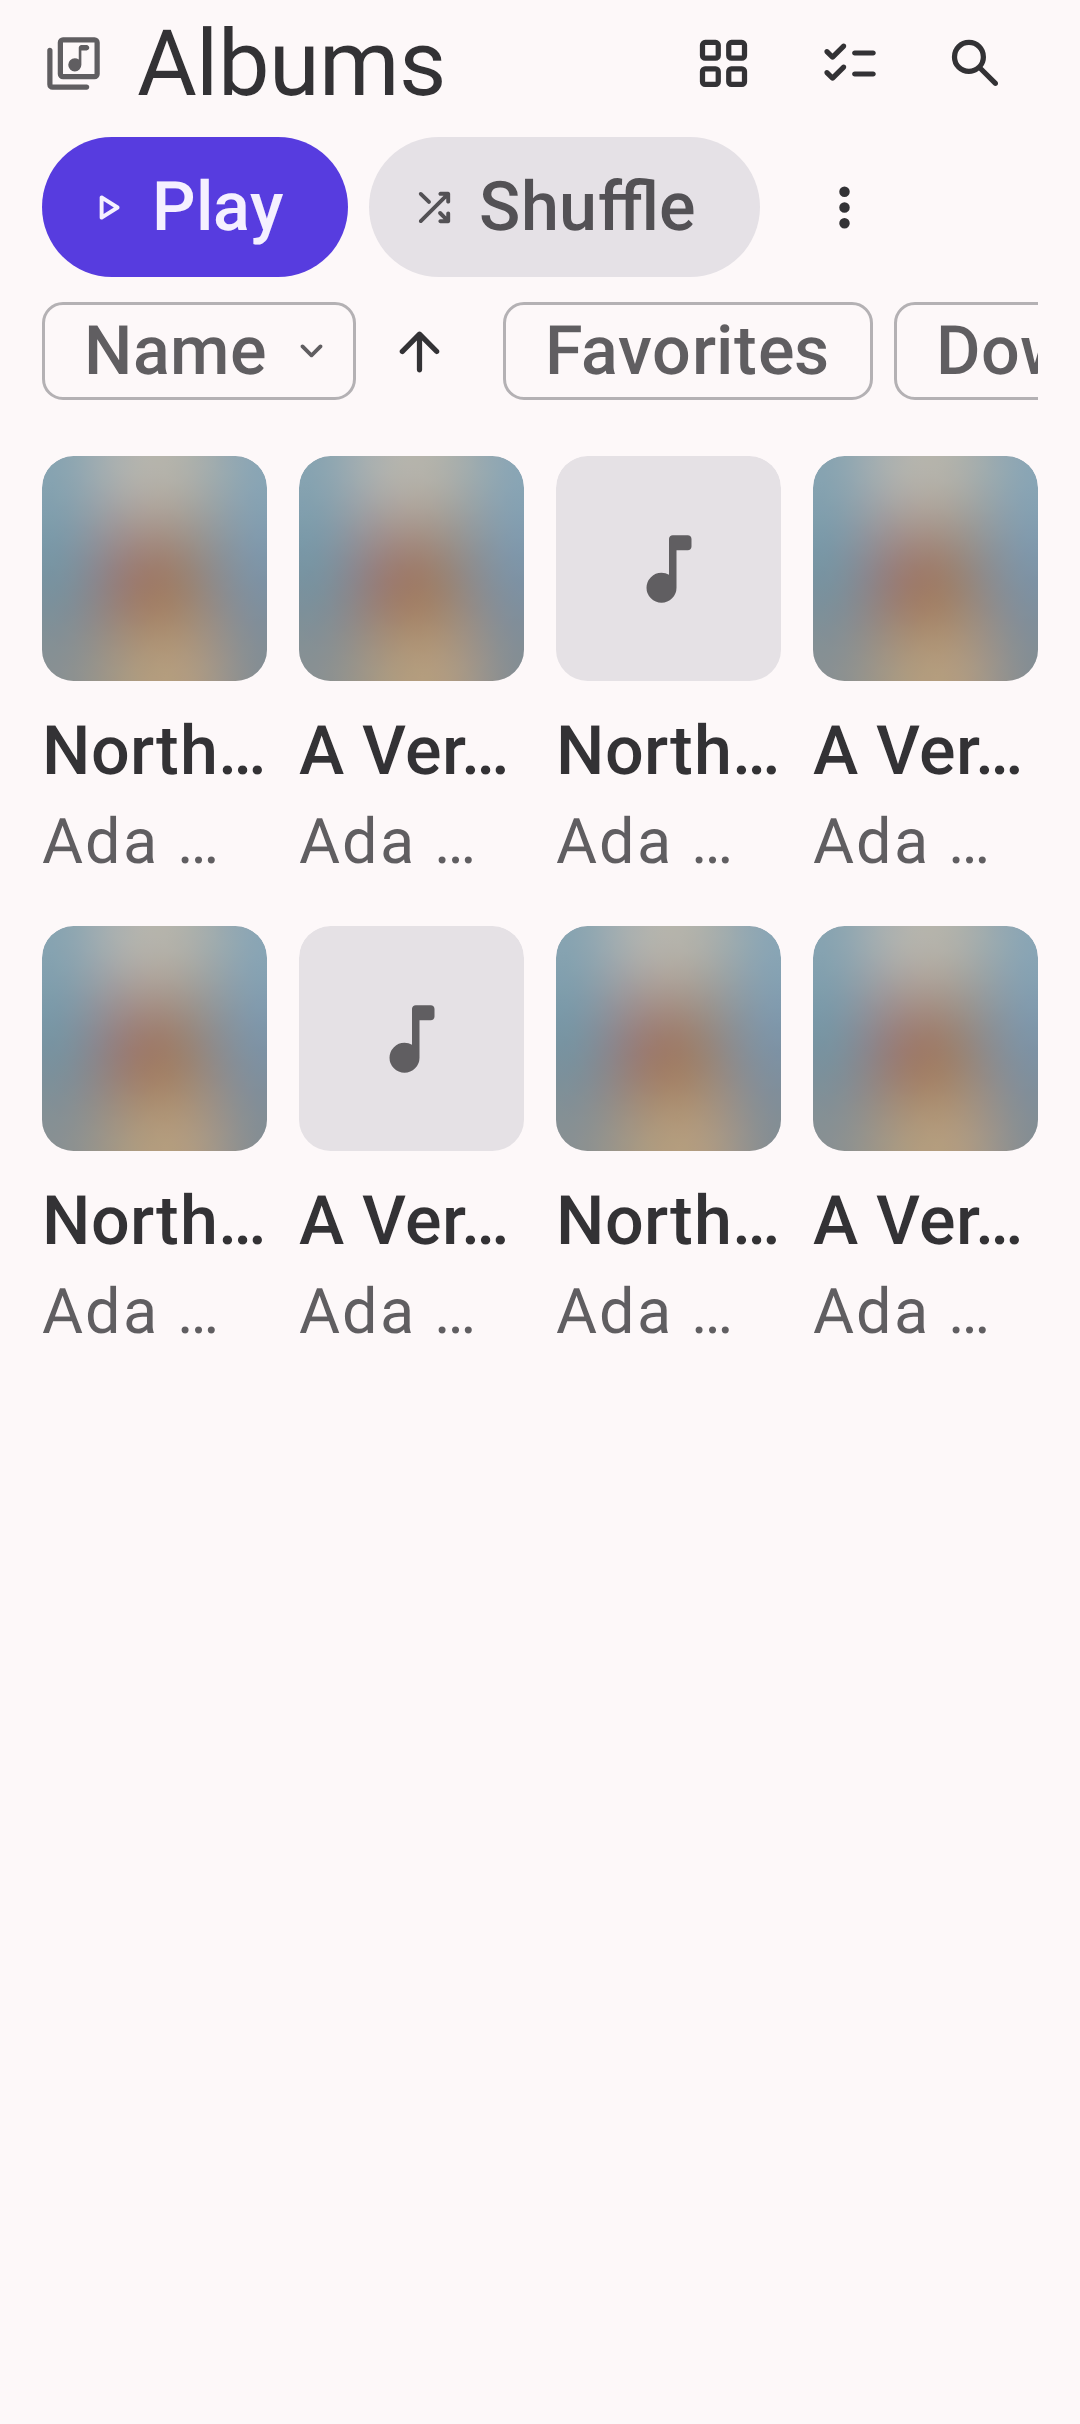 Albums
Play Shuffle
Name Favorites Dov
North… A Ver… North… A Ver…
Ada … Ada … Ada … Ada …
North… A Ver… North… A Ver…
Ada … Ada … Ada … Ada …